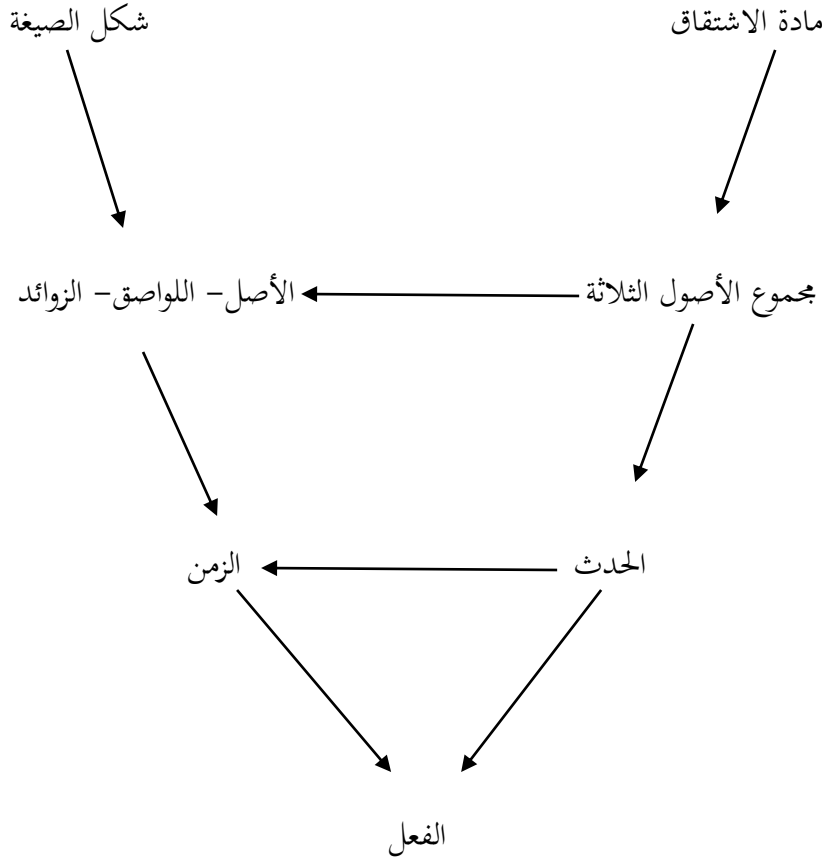 مادة الاشتقاق
شكل الصيغة
مجموع الأصول الثلاثة
الأصل– اللواصق– الزوائد
الحدث
الزمن
الفعل